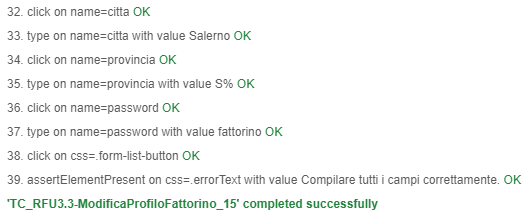 32. click on name=citta OK
33. type on name=citta with value Salerno OK
34. click on name=provincia OK
35. type on name=provincia with value S% OK
36. click on name=password OK
37. type on name=password with value fattorino OK
38. click on css=.form-list-button OK
39. assertElementPresent on css=.errorText with value Compilare tutti i campi correttamente. OK
'TC_RFU3.3-ModificaProfiloFattorino_15' completed successfully